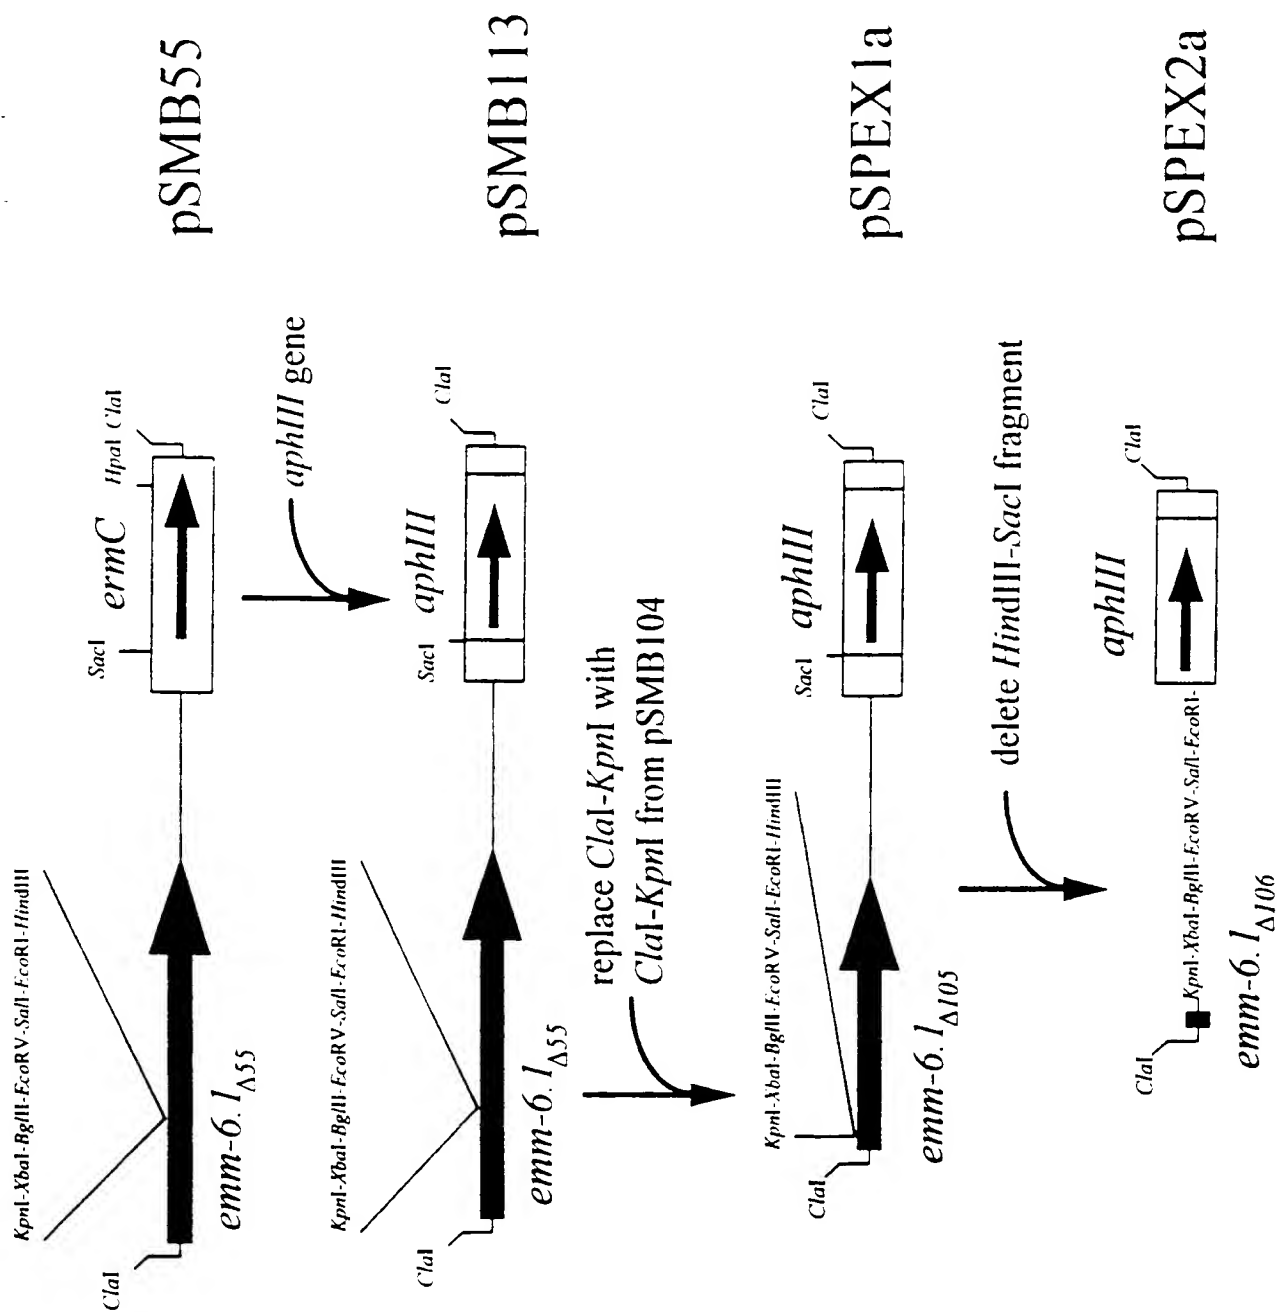 KpnI-XbaI-BglII-EcoRV-SalI-EcoRI-HindIII
ClaI
emm-6.1Δ55
SacI
ermC
HpaI
ClaI
pSMB55
aphIII gene
KpnI-XbaI-BglII-EcoRV-SalI-EcoRI-HindIII
ClaI
emm-6.1Δ55
SacI
aphIII
ClaI
pSMB113
replace ClaI-KpnI with
ClaI-KpnI from pSMB104
KpnI-XbaI-BglII-EcoRV-SalI-EcoRI-HindIII
ClaI
emm-6.1Δ105
SacI
aphIII
ClaI
pSPEX1a
delete HindIII-SacI fragment
ClaI
KpnI-XbaI-BglII-EcoRV-SalI-EcoRI-
emm-6.1Δ106
aphIII
ClaI
pSPEX2a